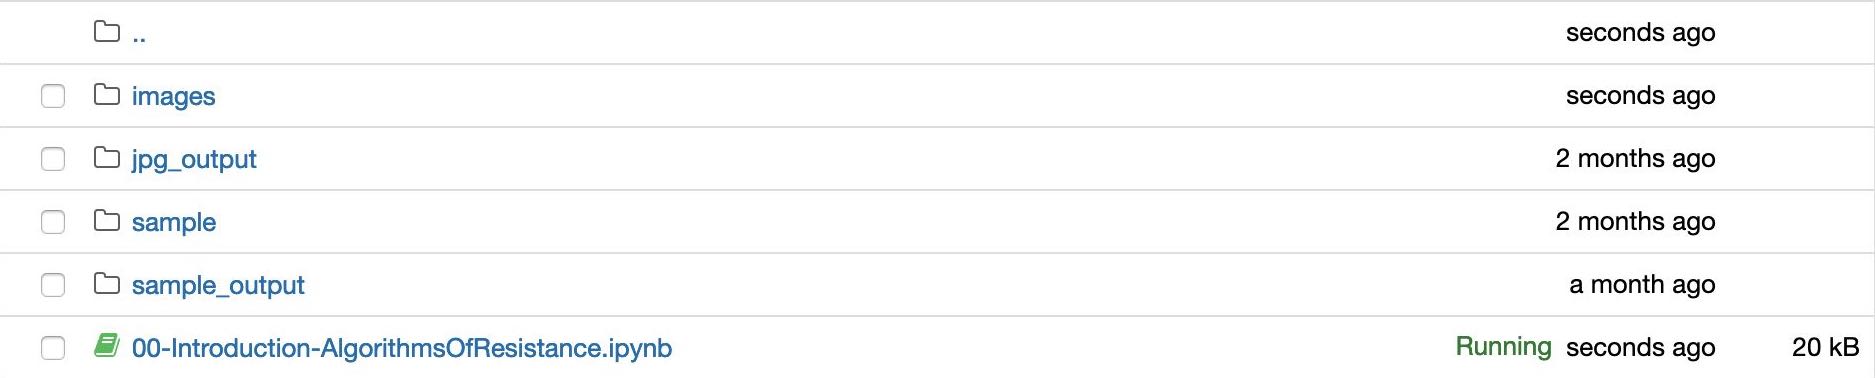 .. seconds ago
images seconds ago
jpg_output 2 months ago
sample 2 months ago
sample_output a month ago
00-Introduction-AlgorithmsOfResistance.ipynb Running seconds ago 20 kB